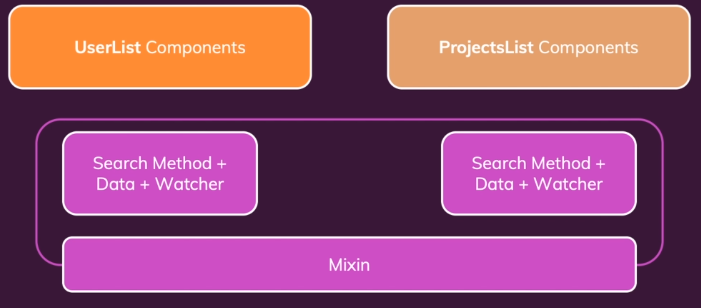 UserList Components
ProjectsList Components
Search Method +
Data + Watcher
Search Method +
Data + Watcher
Mixin